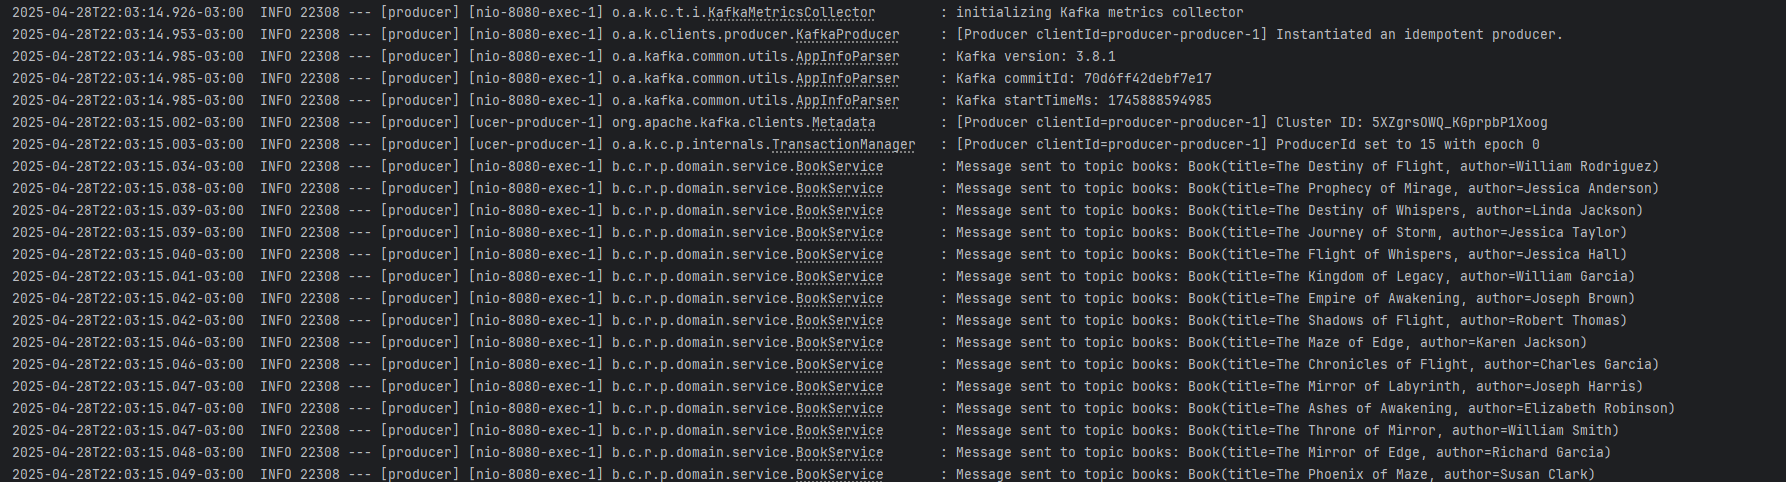 2025-04-28T22:03:14.926-03:00  INFO 22308 --- [producer] [nio-8080-exec-1] o.a.k.c.t.i.KafkaMetricsCollector        : initializing Kafka metrics collector
2025-04-28T22:03:14.953-03:00  INFO 22308 --- [producer] [nio-8080-exec-1] o.a.k.clients.producer.KafkaProducer     : [Producer clientId=producer-producer-1] Instantiated an idempotent producer.
2025-04-28T22:03:14.985-03:00  INFO 22308 --- [producer] [nio-8080-exec-1] o.a.kafka.common.utils.AppInfoParser     : Kafka version: 3.8.1
2025-04-28T22:03:14.985-03:00  INFO 22308 --- [producer] [nio-8080-exec-1] o.a.kafka.common.utils.AppInfoParser     : Kafka commitId: 70d6ff42debf7e17
2025-04-28T22:03:14.985-03:00  INFO 22308 --- [producer] [nio-8080-exec-1] o.a.kafka.common.utils.AppInfoParser     : Kafka startTimeMs: 1745888594985
2025-04-28T22:03:15.002-03:00  INFO 22308 --- [producer] [ucer-producer-1] org.apache.kafka.clients.Metadata        : [Producer clientId=producer-producer-1] Cluster ID: 5XZgrsOWQ_KGprpbP1Xoog
2025-04-28T22:03:15.003-03:00  INFO 22308 --- [producer] [ucer-producer-1] o.a.k.c.p.internals.TransactionManager   : [Producer clientId=producer-producer-1] ProducerId set to 15 with epoch 0
2025-04-28T22:03:15.034-03:00  INFO 22308 --- [producer] [nio-8080-exec-1] b.c.r.p.domain.service.BookService       : Message sent to topic books: Book(title=The Destiny of Flight, author=William Rodriguez)
2025-04-28T22:03:15.038-03:00  INFO 22308 --- [producer] [nio-8080-exec-1] b.c.r.p.domain.service.BookService       : Message sent to topic books: Book(title=The Prophecy of Mirage, author=Jessica Anderson)
2025-04-28T22:03:15.039-03:00  INFO 22308 --- [producer] [nio-8080-exec-1] b.c.r.p.domain.service.BookService       : Message sent to topic books: Book(title=The Destiny of Whispers, author=Linda Jackson)
2025-04-28T22:03:15.039-03:00  INFO 22308 --- [producer] [nio-8080-exec-1] b.c.r.p.domain.service.BookService       : Message sent to topic books: Book(title=The Journey of Storm, author=Jessica Taylor)
2025-04-28T22:03:15.040-03:00  INFO 22308 --- [producer] [nio-8080-exec-1] b.c.r.p.domain.service.BookService       : Message sent to topic books: Book(title=The Flight of Whispers, author=Jessica Hall)
2025-04-28T22:03:15.041-03:00  INFO 22308 --- [producer] [nio-8080-exec-1] b.c.r.p.domain.service.BookService       : Message sent to topic books: Book(title=The Kingdom of Legacy, author=William Garcia)
2025-04-28T22:03:15.042-03:00  INFO 22308 --- [producer] [nio-8080-exec-1] b.c.r.p.domain.service.BookService       : Message sent to topic books: Book(title=The Empire of Awakening, author=Joseph Brown)
2025-04-28T22:03:15.042-03:00  INFO 22308 --- [producer] [nio-8080-exec-1] b.c.r.p.domain.service.BookService       : Message sent to topic books: Book(title=The Shadows of Flight, author=Robert Thomas)
2025-04-28T22:03:15.046-03:00  INFO 22308 --- [producer] [nio-8080-exec-1] b.c.r.p.domain.service.BookService       : Message sent to topic books: Book(title=The Maze of Edge, author=Karen Jackson)
2025-04-28T22:03:15.046-03:00  INFO 22308 --- [producer] [nio-8080-exec-1] b.c.r.p.domain.service.BookService       : Message sent to topic books: Book(title=The Chronicles of Flight, author=Charles Garcia)
2025-04-28T22:03:15.047-03:00  INFO 22308 --- [producer] [nio-8080-exec-1] b.c.r.p.domain.service.BookService       : Message sent to topic books: Book(title=The Mirror of Labyrinth, author=Joseph Harris)
2025-04-28T22:03:15.047-03:00  INFO 22308 --- [producer] [nio-8080-exec-1] b.c.r.p.domain.service.BookService       : Message sent to topic books: Book(title=The Ashes of Awakening, author=Elizabeth Robinson)
2025-04-28T22:03:15.047-03:00  INFO 22308 --- [producer] [nio-8080-exec-1] b.c.r.p.domain.service.BookService       : Message sent to topic books: Book(title=The Throne of Mirror, author=William Smith)
2025-04-28T22:03:15.048-03:00  INFO 22308 --- [producer] [nio-8080-exec-1] b.c.r.p.domain.service.BookService       : Message sent to topic books: Book(title=The Mirror of Edge, author=Richard Garcia)
2025-04-28T22:03:15.049-03:00  INFO 22308 --- [producer] [nio-8080-exec-1] b.c.r.p.domain.service.BookService       : Message sent to topic books: Book(title=The Phoenix of Maze, author=Susan Clark)